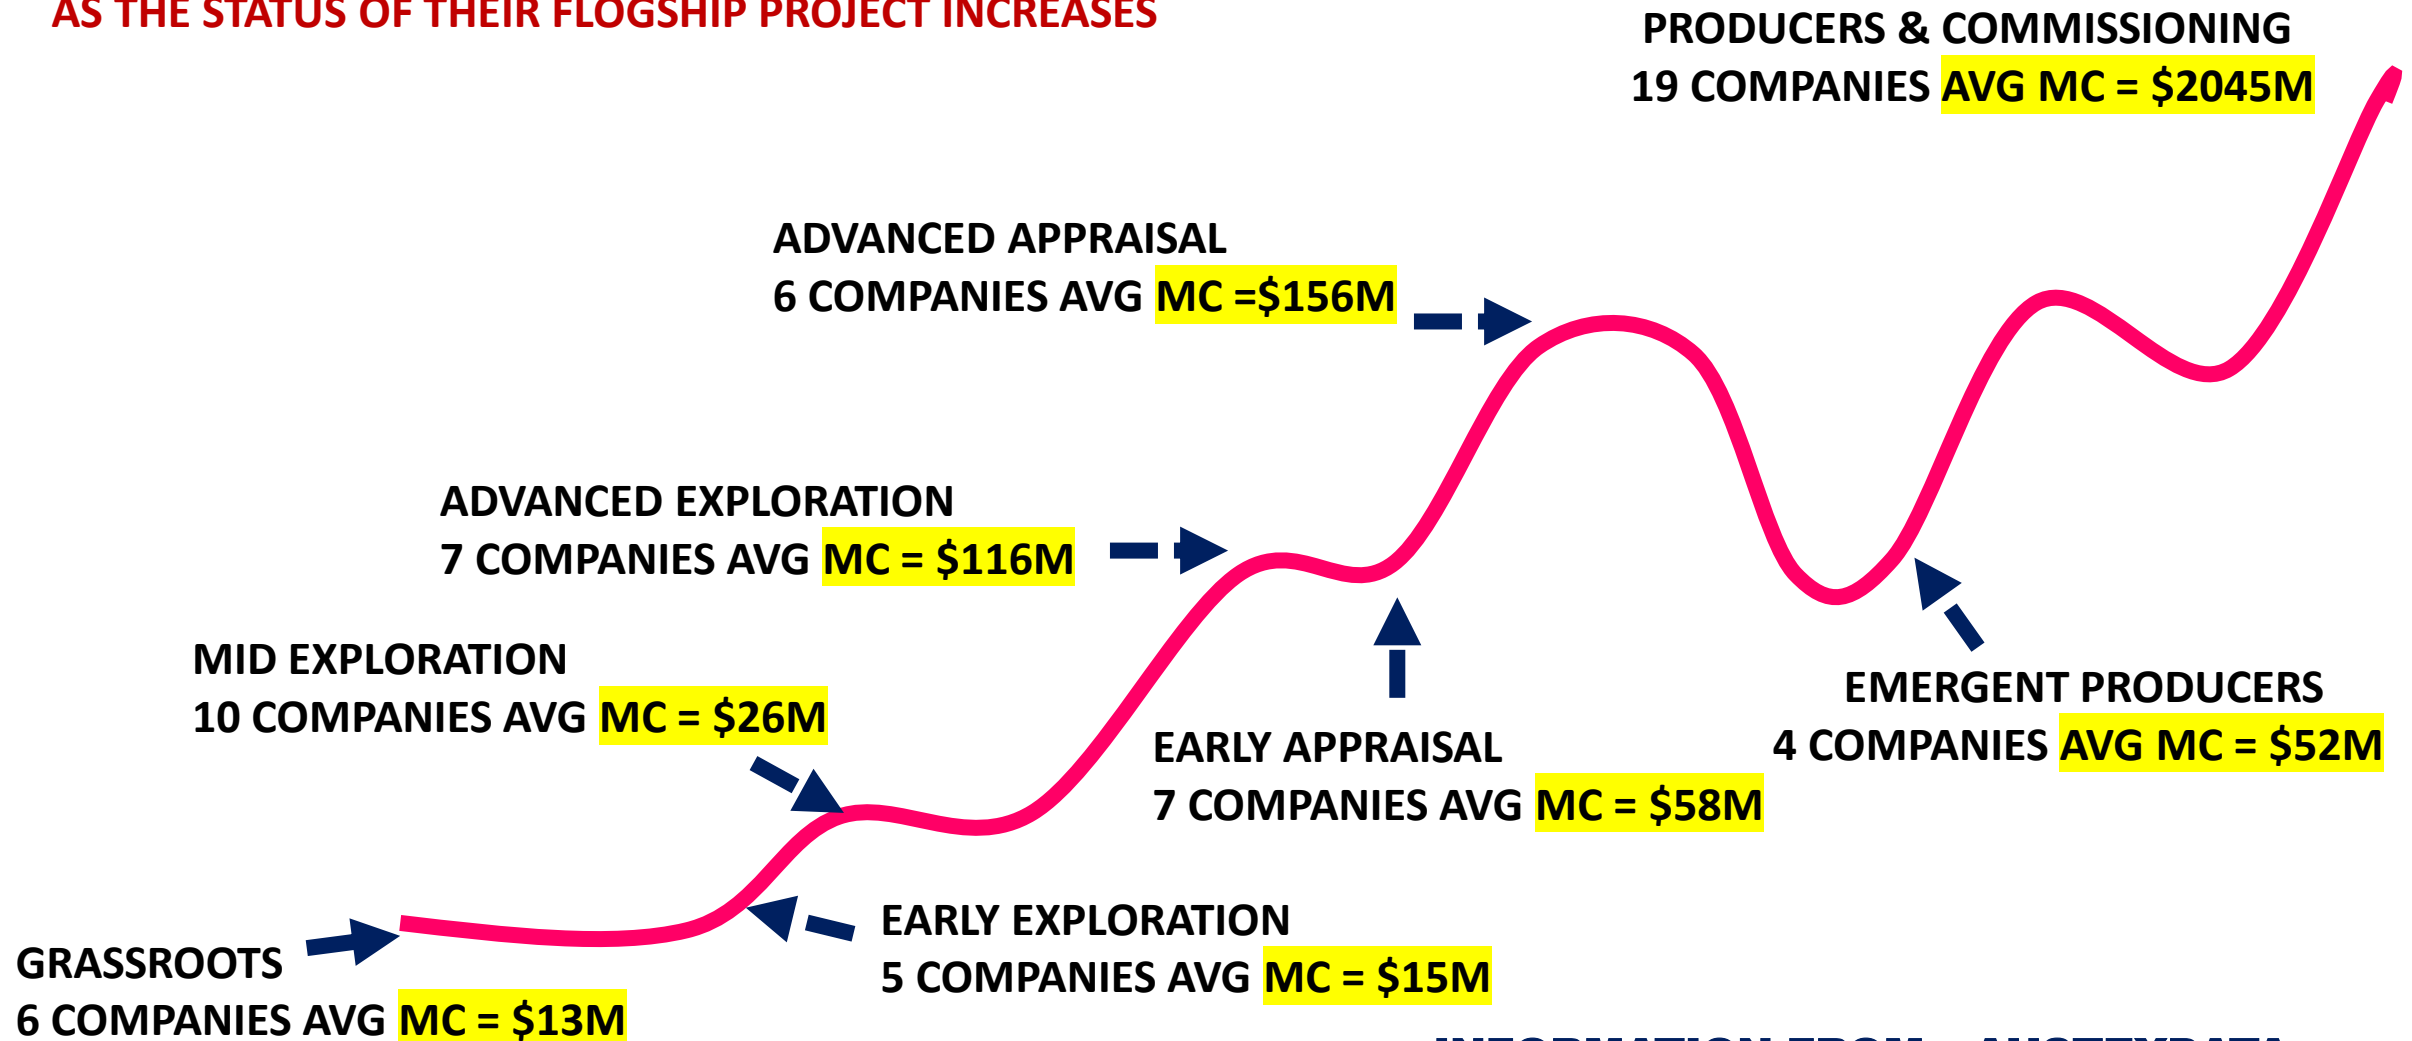 AS THE STATUS OF THEIR FLOGSHIP PROJECT INCREASES
PRODUCERS & COMMISSIONING
19 COMPANIES AVG MC = $2045M
ADVANCED APPRAISAL
6 COMPANIES AVG MC =$156M
ADVANCED EXPLORATION
7 COMPANIES AVG MC = $116M
MID EXPLORATION
10 COMPANIES AVG MC = $26M
EMERGENT PRODUCERS
4 COMPANIES AVG MC = $52M
EARLY APPRAISAL
7 COMPANIES AVG MC = $58M
EARLY EXPLORATION
5 COMPANIES AVG MC = $15M
GRASSROOTS
6 COMPANIES AVG MC = $13M
INFORMATION FROM